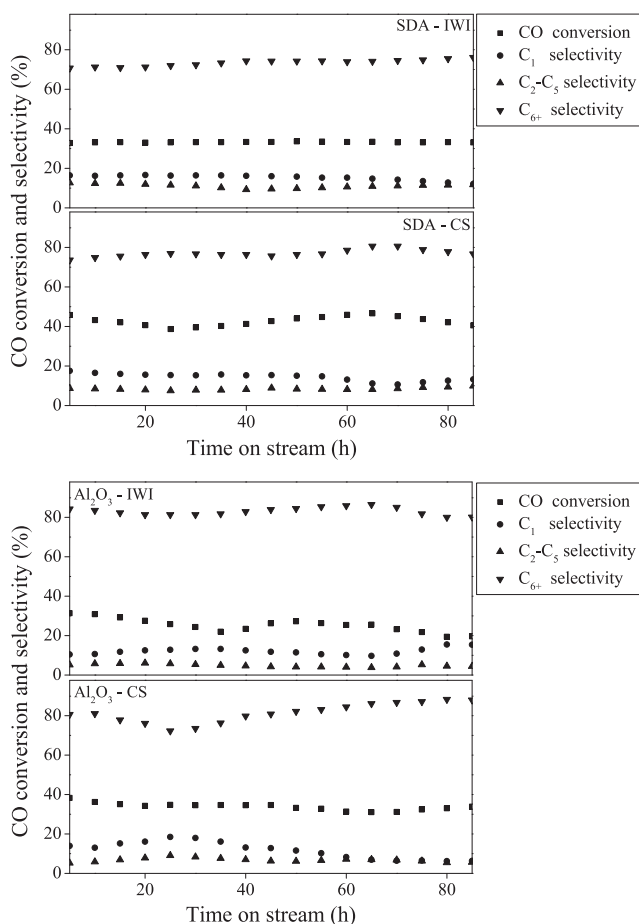 SDA - IWI
CO conversion
C₁ selectivity
C₂-C₅ selectivity
C₆₊ selectivity
80
60
40
20
0
SDA - CS
80
60
40
20
0
CO conversion and selectivity (%)
20 40 60 80
Time on stream (h)
Al₂O₃ - IWI
CO conversion
C₁ selectivity
C₂-C₅ selectivity
C₆₊ selectivity
80
60
40
20
0
Al₂O₃ - CS
80
60
40
20
0
CO conversion and selectivity (%)
20 40 60 80
Time on stream (h)